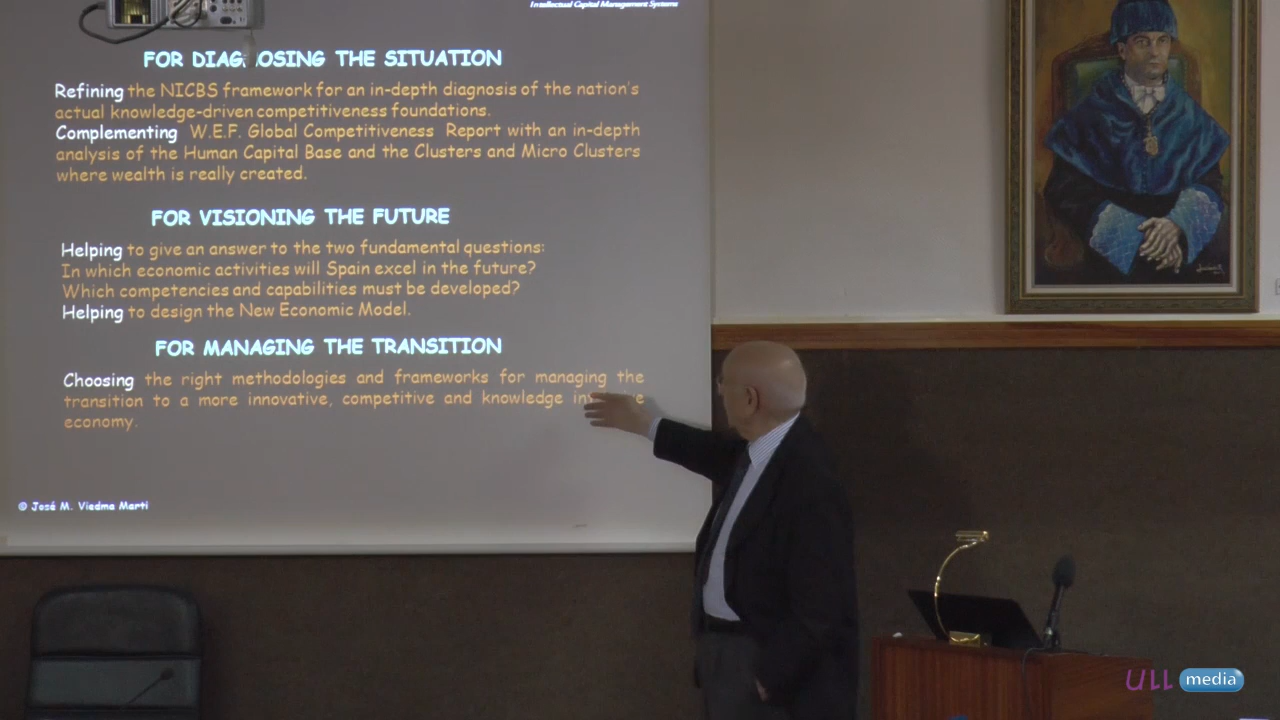 Intellectual Capital Management Systems
FOR DIAG OSING THE SITUATION
Refining the NICBS framework for an in-depth diagnosis of the nation's
actual knowledge-driven competitiveness foundations.
Complementing W.E.F. Global Competitiveness Report with an in-depth
analysis of the Human Capital Base and the Clusters and Micro Clusters
where wealth is really created.
FOR VISIONING THE FUTURE
Helping to give an answer to the two fundamental questions:
In which economic activities will Spain excel in the future?
Which competencies and capabilities must be developed?
Helping to design the New Economic Model.
FOR MANAGING THE TRANSITION
Choosing the right methodologies and frameworks for managing the
transition to a more innovative, competitive and knowledge
economy.
© José M. Viedma Marti
ULL media